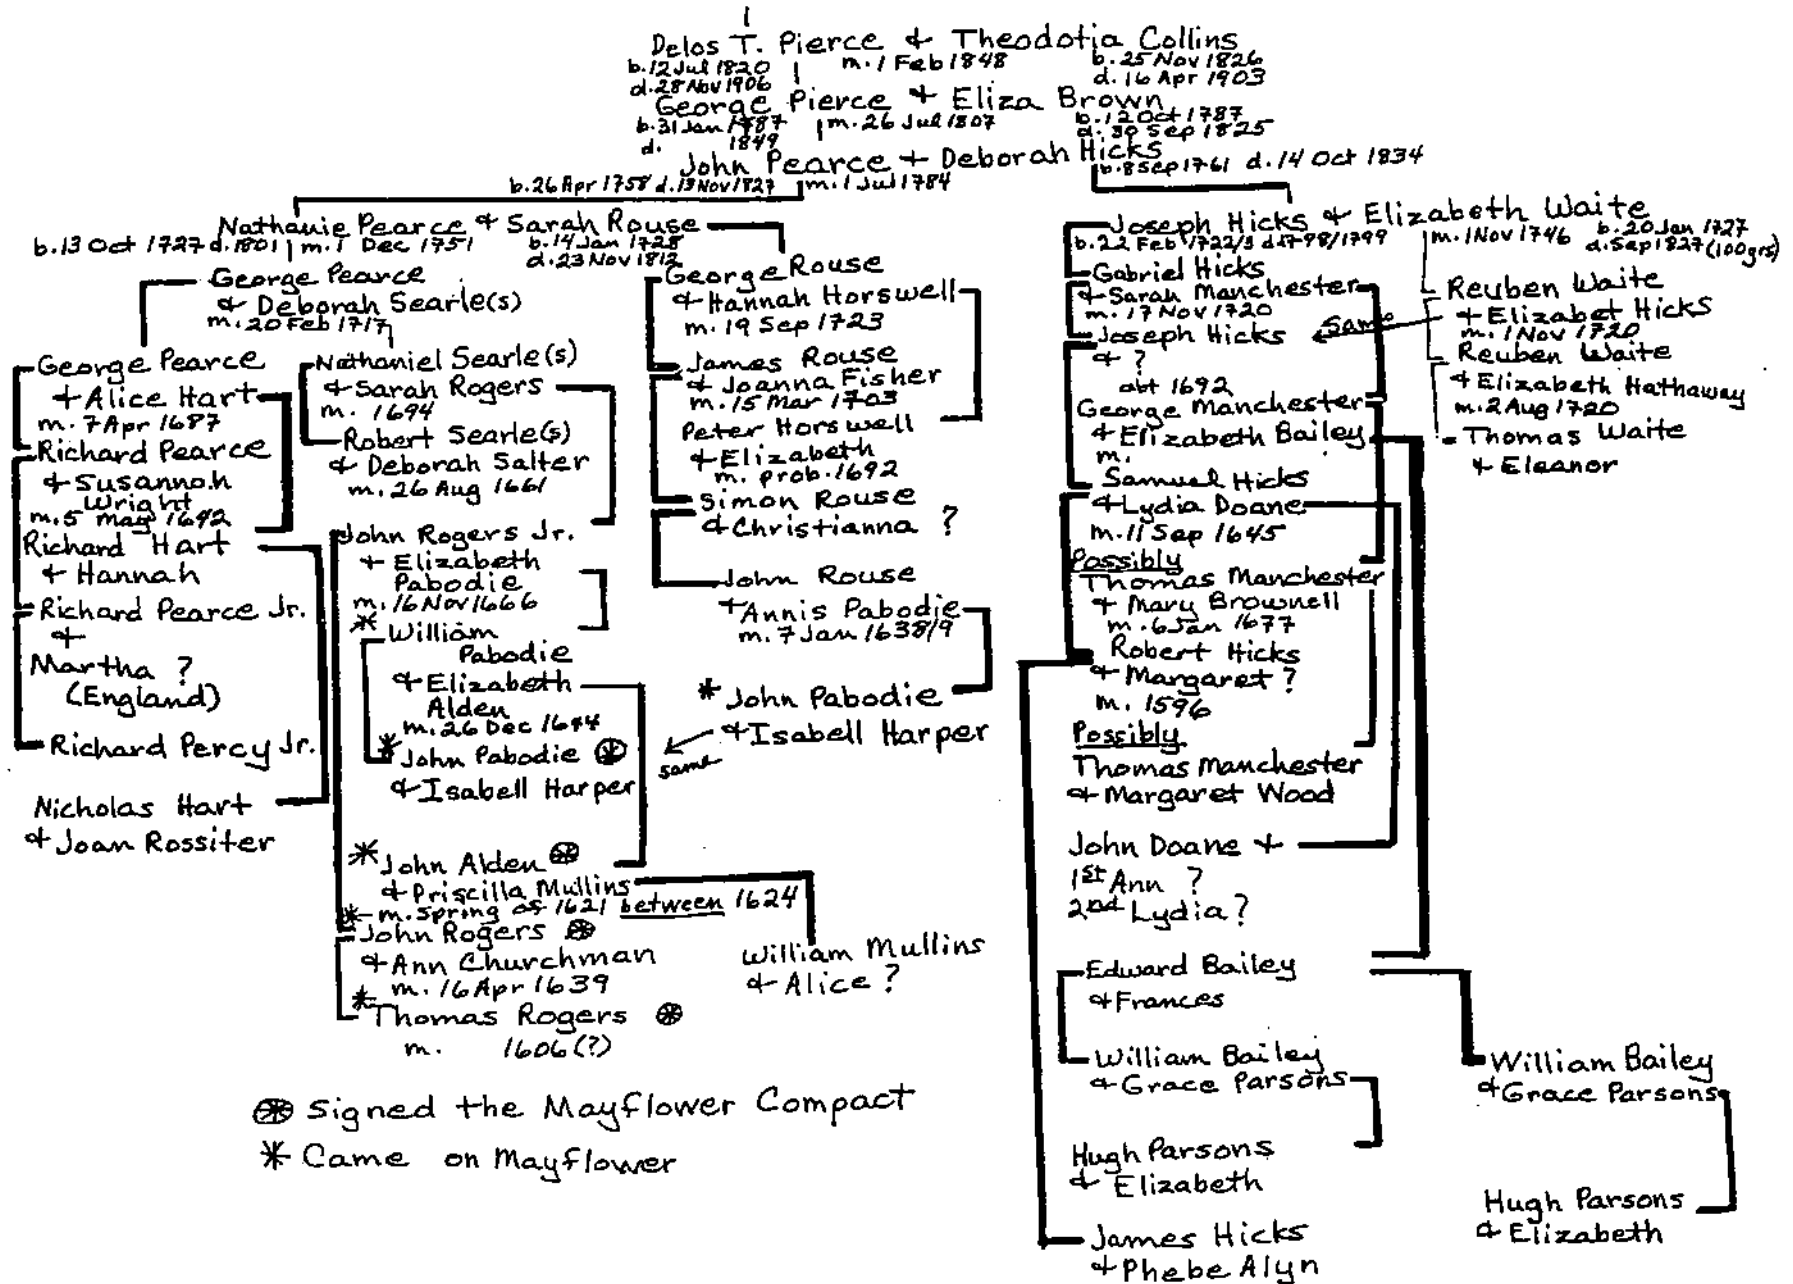 Delos T. Pierce & Theodotia Collins
b. 12 Jul 1820 m. 1 Feb 1848 b. 25 Nov 1826
d. 28 Nov 1906 d. 16 Apr 1903
George Pierce + Eliza Brown
b. 31 Jan 1787 m. 26 Jul 1807 b. 12 Oct 1787
d. 1849 d. 30 Sep 1825
John Pearce + Deborah Hicks
b. 26 Apr 1758 d. 13 Nov 1827 m. 1 Jul 1784 b. 8 Sep 1761 d. 14 Oct 1834
Nathanie Pearce & Sarah Rouse
b. 13 Oct 1727 d. 1801 m. 1 Dec 1751 b. 14 Jan 1728
d. 23 Nov 1812
George Pearce
& Deborah Searle(s)
m. 20 Feb 1717
George Pearce
+ Alice Hart
m. 7 Apr 1687
Richard Pearce
& Susannah
Wright
m. 5 May 1642
Richard Hart
& Hannah
Richard Pearce Jr.
&
Martha ?
(England)
Richard Percy Jr.
Nicholas Hart
& Joan Rossiter
Nathaniel Searle(s)
& Sarah Rogers
m. 1694
Robert Searle(s)
& Deborah Salter
m. 26 Aug 1661
John Rogers Jr.
& Elizabeth
Pabodie
m. 16 Nov 1666
* William
Pabodie
& Elizabeth
Alden
m. 26 Dec 1644
* John Pabodie
& Isabell Harper
* John Alden
& Priscilla Mullins
* m. Spring of 1621 between 1624
John Rogers
& Ann Churchman
m. 16 Apr 1639
* Thomas Rogers
m. 1606 (?)
George Rouse
& Hannah Horswell
m. 19 Sep 1723
James Rouse
& Joanna Fisher
m. 15 Mar 1703
Peter Horswell
& Elizabeth
m. prob. 1692
Simon Rouse
& Christianna ?
John Rouse
+ Annis Pabodie
m. 7 Jan 1638/9
* John Pabodie
& Isabell Harper
same
William Mullins
& Alice ?
Joseph Hicks & Elizabeth Waite
b. 22 Feb 1722/3 d. 1798/1799 m. 1 Nov 1746 b. 20 Jan 1727
d. Sep 1827 (100yrs)
Gabriel Hicks
& Sarah Manchester
m. 17 Nov 1720
Joseph Hicks
& ?
abt 1692
George Manchester
& Elizabeth Bailey
m.
Samuel Hicks
& Lydia Doane
m. 11 Sep 1645
Possibly
Thomas Manchester
& Mary Brownell
m. 6 Jan 1677
Robert Hicks
& Margaret ?
m. 1596
Possibly
Thomas Manchester
& Margaret Wood
John Doane &
1st Ann ?
2nd Lydia ?
Edward Bailey
& Frances
William Bailey
& Grace Parsons
Hugh Parsons
& Elizabeth
James Hicks
& Phebe Alyn
Reuben Waite
& Elizabet Hicks
same
m. 1 Nov 1720
Reuben Waite
& Elizabeth Hathaway
m. 2 Aug 1720
Thomas Waite
& Eleanor
William Bailey
& Grace Parsons
Hugh Parsons
& Elizabeth
Signed the Mayflower Compact
* Came on Mayflower